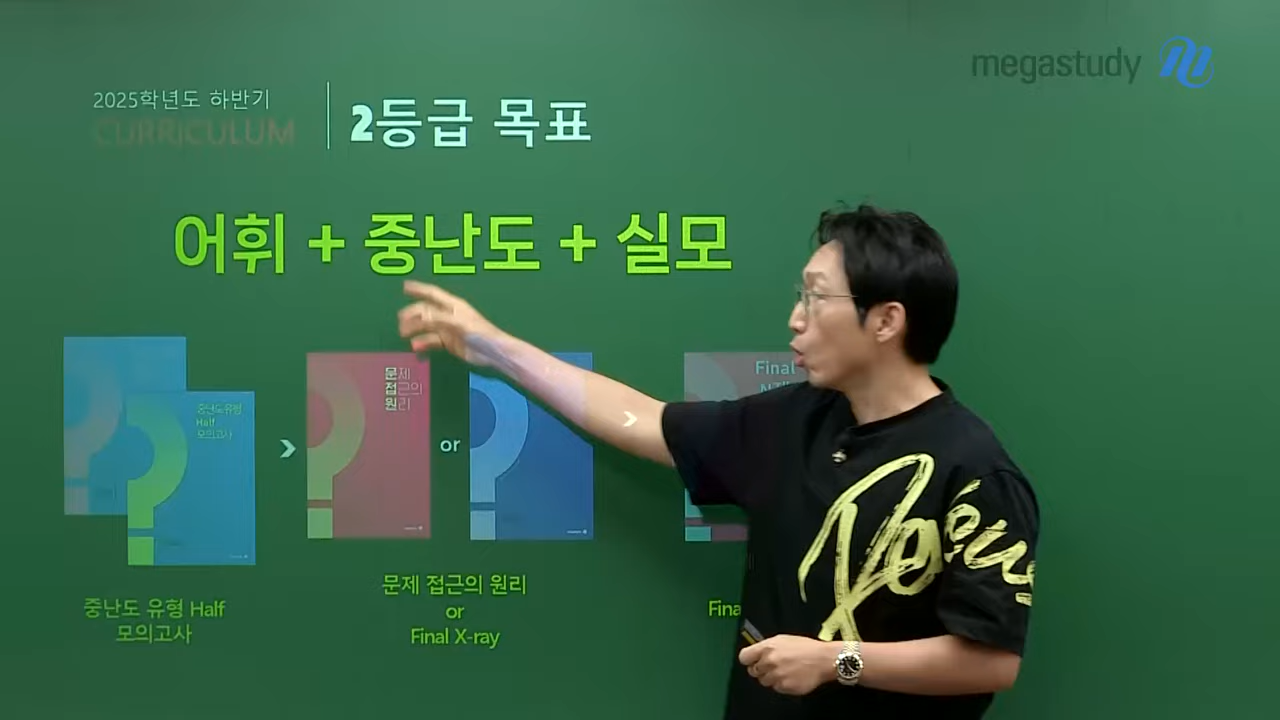 megastudy
2025학년도 하반기
CURRICULUM
2등급 목표
어휘 + 중난도 + 실모
중난도유형
Half
모의고사
문제
접근의
원리
or
Final
중난도 유형 Half
모의고사
문제 접근의 원리
or
Final X-ray